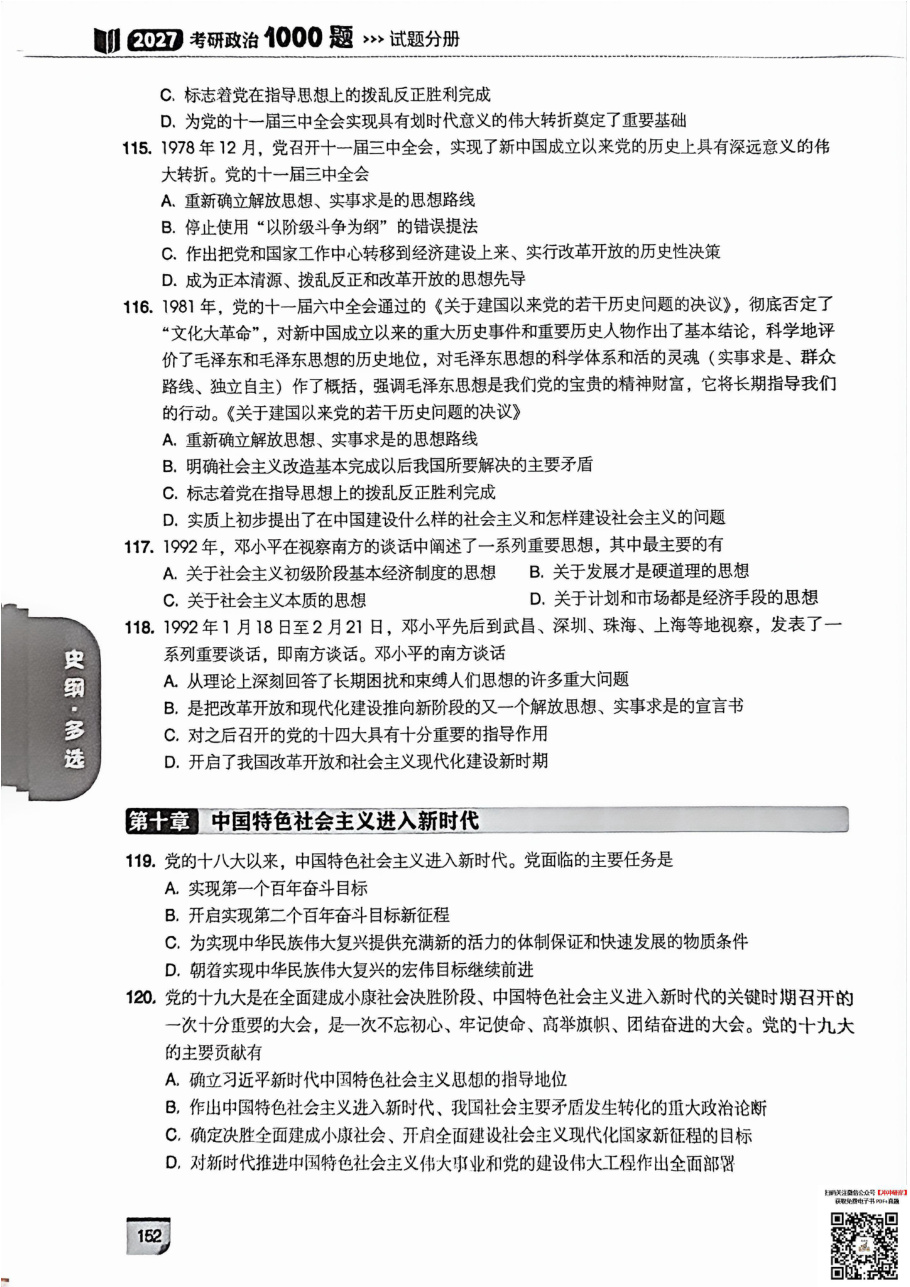 2027 考研政治1000题 >>> 试题分册
C. 标志着党在指导思想上的拨乱反正胜利完成
D. 为党的十一届三中全会实现具有划时代意义的伟大转折奠定了重要基础
115. 1978年12月，党召开十一届三中全会，实现了新中国成立以来党的历史上具有深远意义的伟
大转折。党的十一届三中全会
A. 重新确立解放思想、实事求是的思想路线
B. 停止使用“以阶级斗争为纲”的错误提法
C. 作出把党和国家工作中心转移到经济建设上来、实行改革开放的历史性决策
D. 成为正本清源、拨乱反正和改革开放的思想先导
116. 1981年，党的十一届六中全会通过的《关于建国以来党的若干历史问题的决议》，彻底否定了
“文化大革命”，对新中国成立以来的重大历史事件和重要历史人物作出了基本结论，科学地评
价了毛泽东和毛泽东思想的历史地位，对毛泽东思想的科学体系和活的灵魂（实事求是、群众
路线、独立自主）作了概括，强调毛泽东思想是我们党的宝贵的精神财富，它将长期指导我们
的行动。《关于建国以来党的若干历史问题的决议》
A. 重新确立解放思想、实事求是的思想路线
B. 明确社会主义改造基本完成以后我国所要解决的主要矛盾
C. 标志着党在指导思想上的拨乱反正胜利完成
D. 实质上初步提出了在中国建设什么样的社会主义和怎样建设社会主义的问题
117. 1992年，邓小平在视察南方的谈话中阐述了一系列重要思想，其中最主要的有
A. 关于社会主义初级阶段基本经济制度的思想 B. 关于发展才是硬道理的思想
C. 关于社会主义本质的思想 D. 关于计划和市场都是经济手段的思想
118. 1992年1月18日至2月21日，邓小平先后到武昌、深圳、珠海、上海等地视察，发表了一
系列重要谈话，即南方谈话。邓小平的南方谈话
A. 从理论上深刻回答了长期困扰和束缚人们思想的许多重大问题
B. 是把改革开放和现代化建设推向新阶段的又一个解放思想、实事求是的宣言书
C. 对之后召开的党的十四大具有十分重要的指导作用
D. 开启了我国改革开放和社会主义现代化建设新时期
史纲·多选
第十章 中国特色社会主义进入新时代
119. 党的十八大以来，中国特色社会主义进入新时代。党面临的主要任务是
A. 实现第一个百年奋斗目标
B. 开启实现第二个百年奋斗目标新征程
C. 为实现中华民族伟大复兴提供充满新的活力的体制保证和快速发展的物质条件
D. 朝着实现中华民族伟大复兴的宏伟目标继续前进
120. 党的十九大是在全面建成小康社会决胜阶段、中国特色社会主义进入新时代的关键时期召开的
一次十分重要的大会，是一次不忘初心、牢记使命、高举旗帜、团结奋进的大会。党的十九大
的主要贡献有
A. 确立习近平新时代中国特色社会主义思想的指导地位
B. 作出中国特色社会主义进入新时代、我国社会主要矛盾发生转化的重大政治论断
C. 确定决胜全面建成小康社会、开启全面建设社会主义现代化国家新征程的目标
D. 对新时代推进中国特色社会主义伟大事业和党的建设伟大工程作出全面部署
152
扫码关注微信公众号【冲冲研资】
获取免费电子书PDF+真题